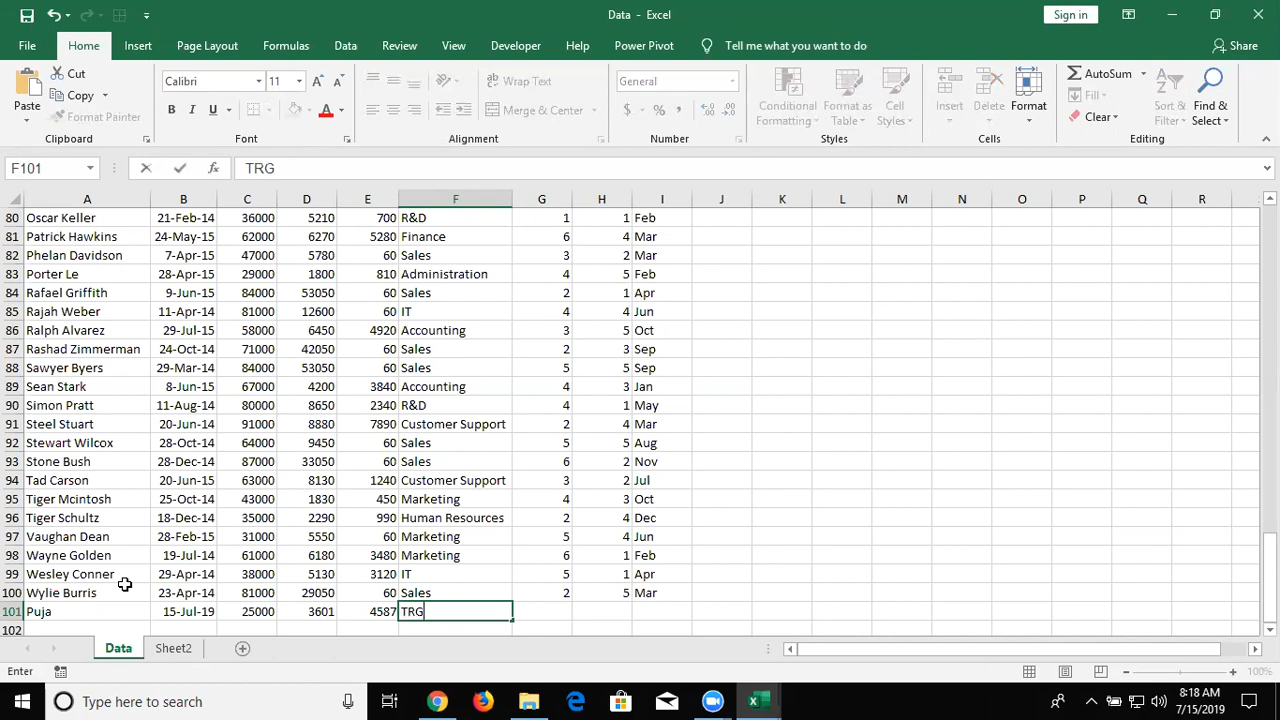 Data - Excel
Sign in
File Home Insert Page Layout Formulas Data Review View Developer Help Power Pivot Tell me what you want to do Share
Paste Cut Copy Format Painter Clipboard
Calibri 11 B I U Font
Wrap Text Merge & Center Alignment
General $ % , Number
Conditional Formatting Format as Table Cell Styles Styles
Insert Delete Format Cells
AutoSum Fill Clear Sort & Filter Find & Select Editing
F101 fx TRG
A B C D E F G H I J K L M N O P Q R
80 Oscar Keller 21-Feb-14 36000 5210 700 R&D 1 1 Feb
81 Patrick Hawkins 24-May-15 62000 6270 5280 Finance 6 4 Mar
82 Phelan Davidson 7-Apr-15 47000 5780 60 Sales 3 2 Mar
83 Porter Le 28-Apr-15 29000 1800 810 Administration 4 5 Feb
84 Rafael Griffith 9-Jun-15 84000 53050 60 Sales 2 1 Apr
85 Rajah Weber 11-Apr-14 81000 12600 60 IT 4 4 Jun
86 Ralph Alvarez 29-Jul-15 58000 6450 4920 Accounting 3 5 Oct
87 Rashad Zimmerman 24-Oct-14 71000 42050 60 Sales 2 3 Sep
88 Sawyer Byers 29-Mar-14 84000 53050 60 Sales 5 5 Sep
89 Sean Stark 8-Jun-15 67000 4200 3840 Accounting 4 3 Jan
90 Simon Pratt 11-Aug-14 80000 8650 2340 R&D 4 1 May
91 Steel Stuart 20-Jun-14 91000 8880 7890 Customer Support 2 4 Mar
92 Stewart Wilcox 28-Oct-14 64000 9450 60 Sales 5 5 Aug
93 Stone Bush 28-Dec-14 87000 33050 60 Sales 6 2 Nov
94 Tad Carson 20-Jun-15 63000 8130 1240 Customer Support 3 2 Jul
95 Tiger Mcintosh 25-Oct-14 43000 1830 450 Marketing 4 3 Oct
96 Tiger Schultz 18-Dec-14 35000 2290 990 Human Resources 2 4 Dec
97 Vaughan Dean 28-Feb-15 31000 5550 60 Marketing 5 4 Jun
98 Wayne Golden 19-Jul-14 61000 6180 3480 Marketing 6 1 Feb
99 Wesley Conner 29-Apr-14 38000 5130 3120 IT 5 1 Apr
100 Wylie Burris 23-Apr-14 81000 29050 60 Sales 2 5 Mar
101 Puja 15-Jul-19 25000 3601 4587 TRG
102
Data Sheet2
Enter 100%
Type here to search
8:18 AM
7/15/2019